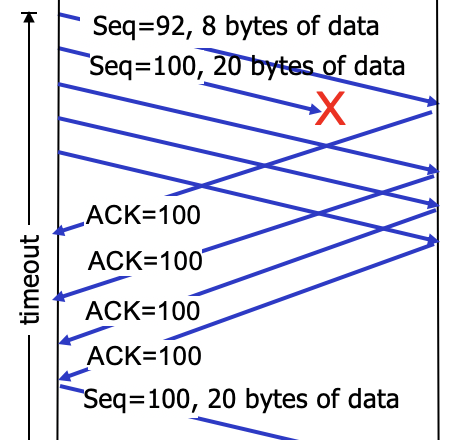 Seq=92, 8 bytes of data
Seq=100, 20 bytes of data
X
ACK=100
ACK=100
ACK=100
ACK=100
Seq=100, 20 bytes of data
timeout